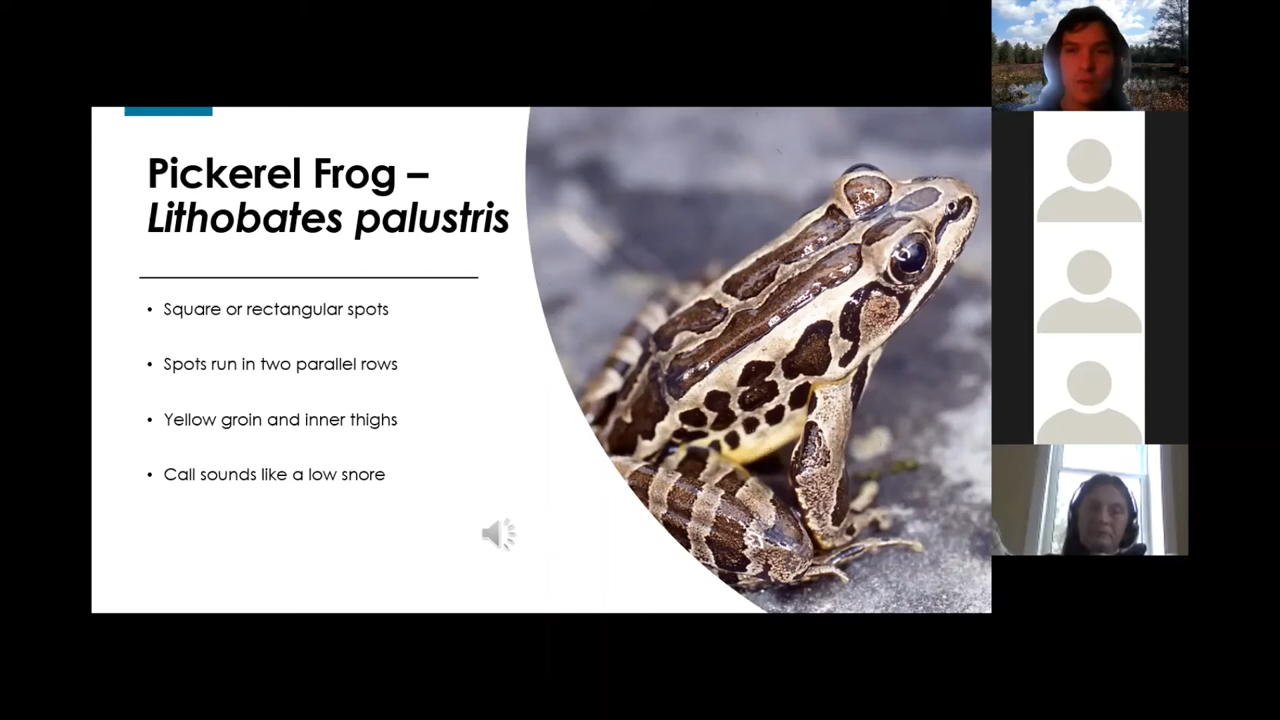 Pickerel Frog –
Lithobates palustris
• Square or rectangular spots
• Spots run in two parallel rows
• Yellow groin and inner thighs
• Call sounds like a low snore